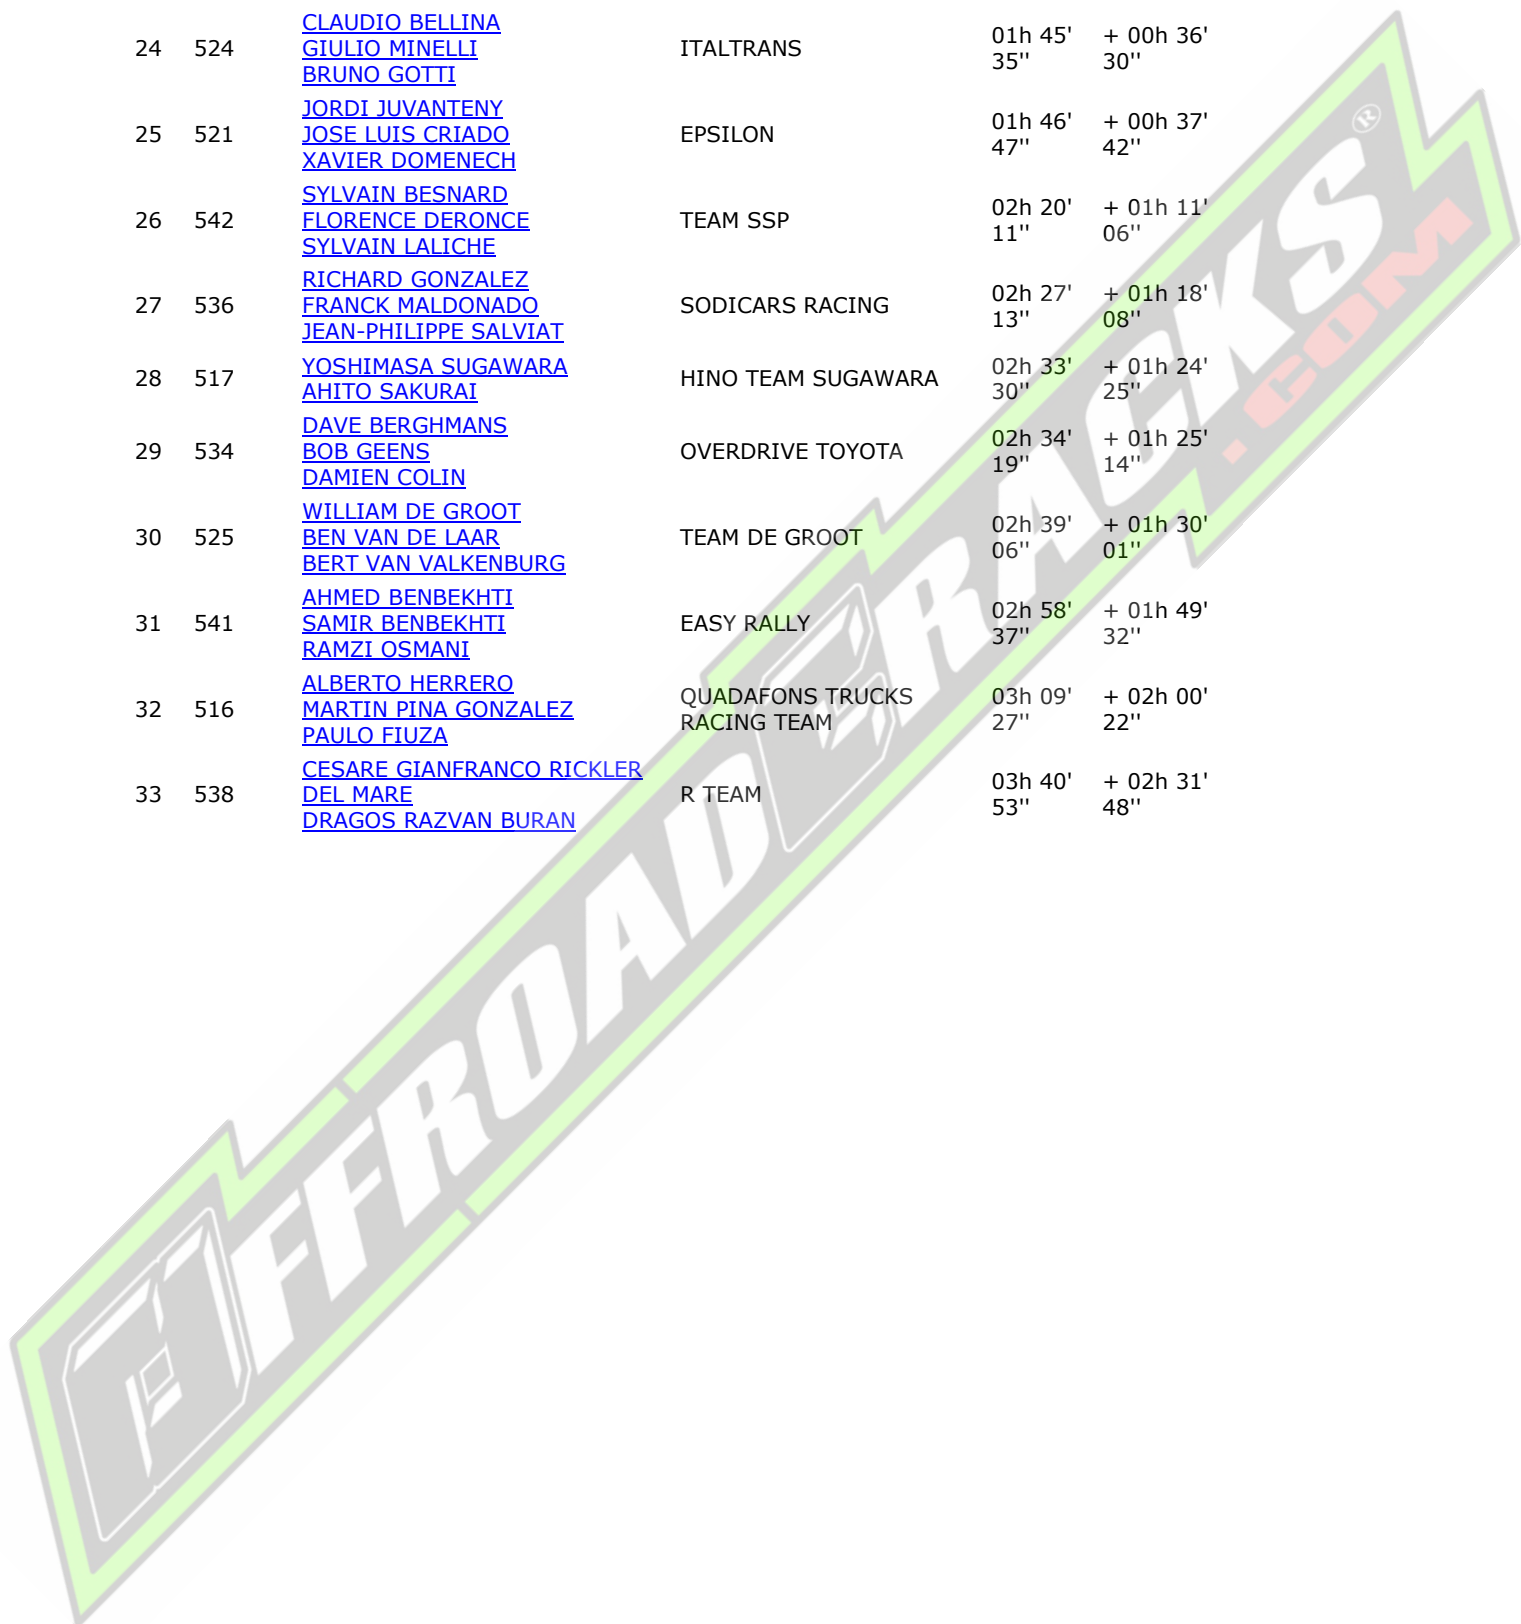 24 524 CLAUDIO BELLINA
GIULIO MINELLI
BRUNO GOTTI ITALTRANS 01h 45' 35'' + 00h 36' 30''
25 521 JORDI JUVANTENY
JOSE LUIS CRIADO
XAVIER DOMENECH EPSILON 01h 46' 47'' + 00h 37' 42''
26 542 SYLVAIN BESNARD
FLORENCE DERONCE
SYLVAIN LALICHE TEAM SSP 02h 20' 11'' + 01h 11' 06''
27 536 RICHARD GONZALEZ
FRANCK MALDONADO
JEAN-PHILIPPE SALVIAT SODICARS RACING 02h 27' 13'' + 01h 18' 08''
28 517 YOSHIMASA SUGAWARA
AHITO SAKURAI HINO TEAM SUGAWARA 02h 33' 30'' + 01h 24' 25''
29 534 DAVE BERGHMANS
BOB GEENS
DAMIEN COLIN OVERDRIVE TOYOTA 02h 34' 19'' + 01h 25' 14''
30 525 WILLIAM DE GROOT
BEN VAN DE LAAR
BERT VAN VALKENBURG TEAM DE GROOT 02h 39' 06'' + 01h 30' 01''
31 541 AHMED BENBEKHTI
SAMIR BENBEKHTI
RAMZI OSMANI EASY RALLY 02h 58' 37'' + 01h 49' 32''
32 516 ALBERTO HERRERO
MARTIN PINA GONZALEZ
PAULO FIUZA QUADAFONS TRUCKS RACING TEAM 03h 09' 27'' + 02h 00' 22''
33 538 CESARE GIANFRANCO RICKLER
DEL MARE
DRAGOS RAZVAN BURAN R TEAM 03h 40' 53'' + 02h 31' 48''
OFFROADERACKS
.COM
®